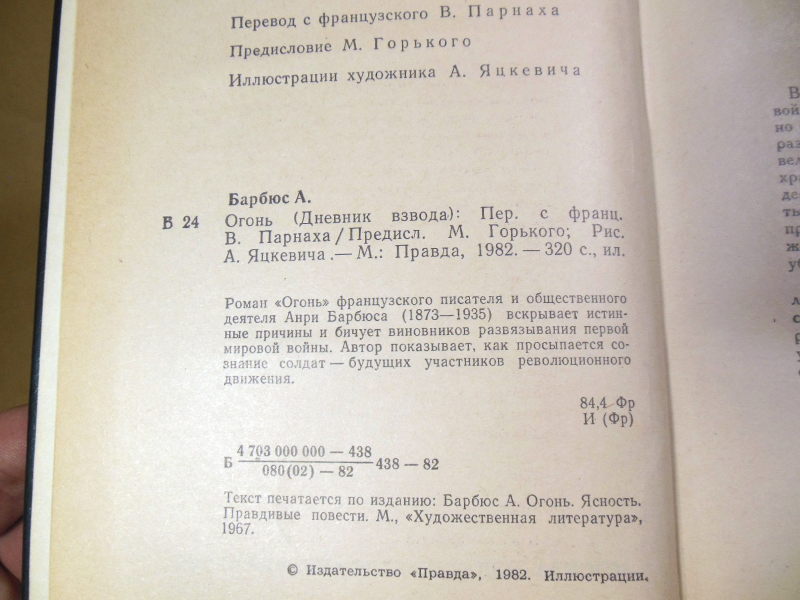 Перевод с французского В. Парнаха
Предисловие М. Горького
Иллюстрации художника А. Яцкевича
Барбюс А.
В 24 Огонь (Дневник взвода): Пер. с франц.
В. Парнаха / Предисл. М. Горького; Рис.
А. Яцкевича.— М.: Правда, 1982. — 320 с., ил.
Роман «Огонь» французского писателя и общественного
деятеля Анри Барбюса (1873—1935) вскрывает истин-
ные причины и бичует виновников развязывания первой
мировой войны. Автор показывает, как просыпается со-
знание солдат — будущих участников революционного
движения.
84,4 Фр
И (Фр)
4 703 000 000 — 438
Б 438 — 82
080(02) — 82
Текст печатается по изданию: Барбюс А. Огонь. Ясность.
Правдивые повести. М., «Художественная литература»,
1967.
© Издательство «Правда», 1982. Иллюстрации.